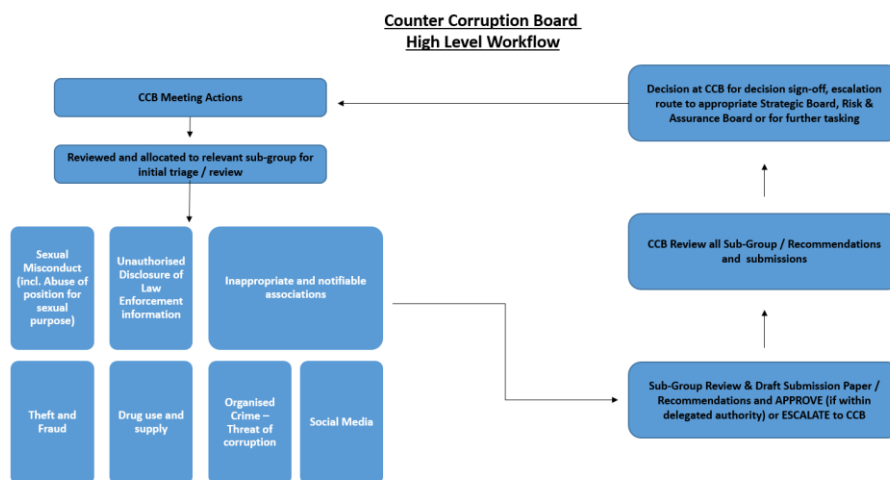 Counter Corruption Board
High Level Workflow
CCB Meeting Actions
Reviewed and allocated to relevant sub-group for
initial triage / review
Sexual
Misconduct
(incl. Abuse of
position for
sexual
purpose)
Unauthorised
Disclosure of
Law
Enforcement
information
Inappropriate and notifiable
associations
Theft and
Fraud
Drug use and
supply
Organised
Crime –
Threat of
corruption
Social Media
Sub-Group Review & Draft Submission Paper /
Recommendations and APPROVE (if within
delegated authority) or ESCALATE to CCB
CCB Review all Sub-Group / Recommendations
and submissions
Decision at CCB for decision sign-off, escalation
route to appropriate Strategic Board, Risk &
Assurance Board or for further tasking